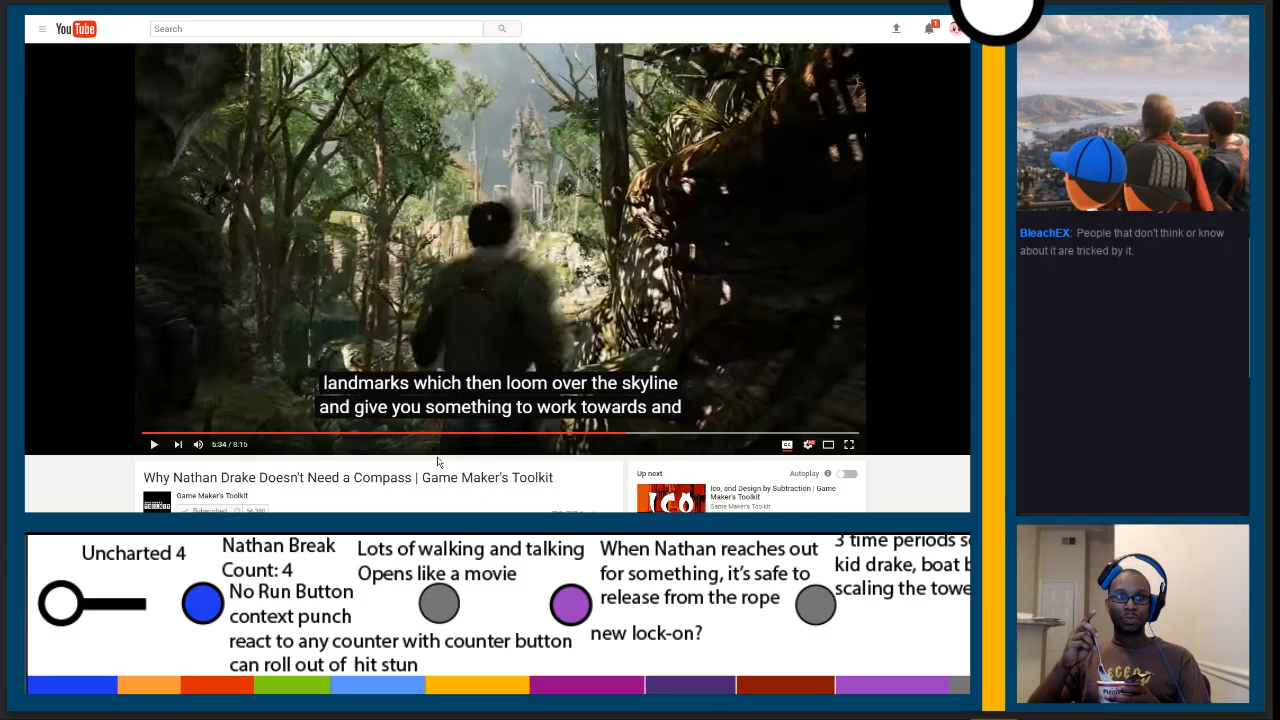 YouTube
Search
1
landmarks which then loom over the skyline
and give you something to work towards and
5:34 / 8:15
CC
Why Nathan Drake Doesn't Need a Compass | Game Maker's Toolkit
Game Maker's Toolkit
Subscribed
Up next
Autoplay
ICO
Ico, and Design by Subtraction | Game
Maker's Toolkit
Game Maker's Toolkit
BleachEX: People that don't think or know
about it are tricked by it.
Uncharted 4
Nathan Break
Count: 4
No Run Button
context punch
react to any counter with counter button
can roll out of hit stun
Lots of walking and talking
Opens like a movie
When Nathan reaches out
for something, it's safe to
release from the rope
new lock-on?
3 time periods
kid drake, boat
scaling the